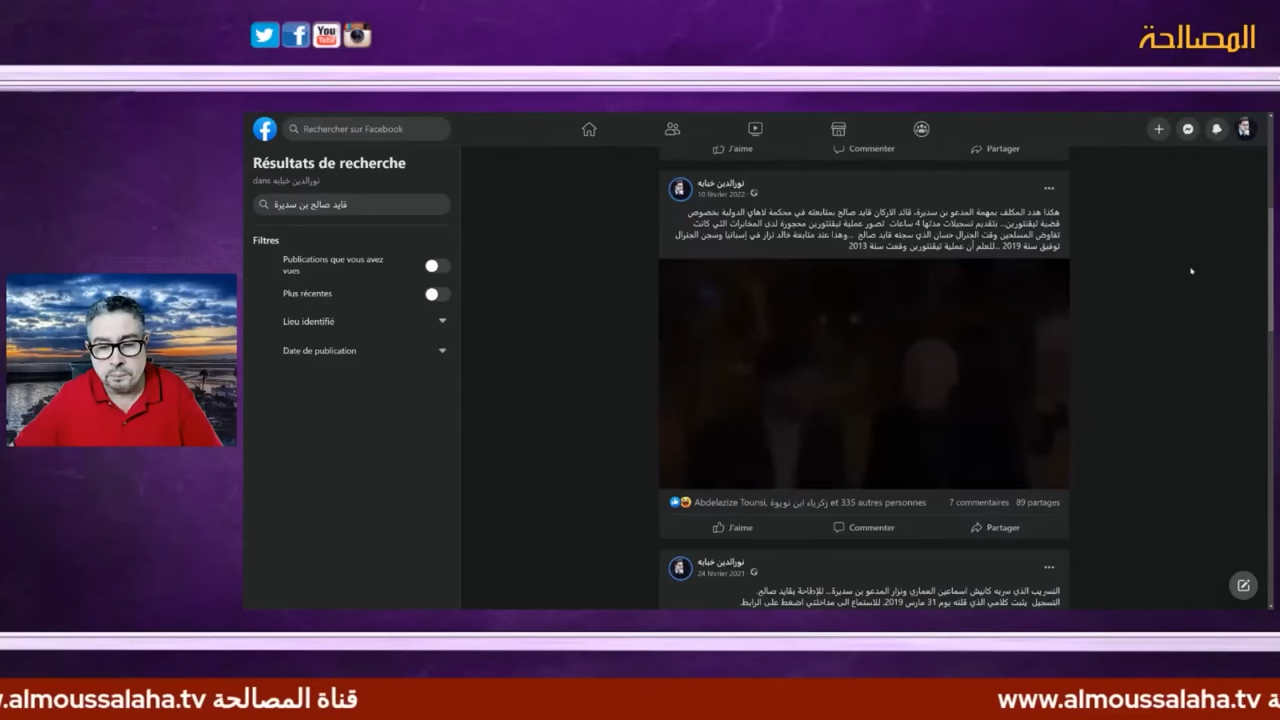 You
Tube
المصالحة
Rechercher sur Facebook
J'aime
Commenter
Partager
Résultats de recherche
dans نورالدين خبابه
قايد صالح بن سديرة
Filtres
Publications que vous avez
vues
Plus récentes
Lieu identifié
Date de publication
نورالدين خبابه
10 février 2022
هكذا هدد المكلف بمهمة المدعو بن سديرة، قائد الاركان قايد صالح بمتابعته في محكمة لاهاي الدولية بخصوص
قضية تيقنتورين.. بتقديم تسجيلات مدتها 4 ساعات تصور عملية تيقنتورين محجوزة لدى المخابرات التي كانت
تفاوض المسلحين وقت الجنرال حسان الذي سجنه قايد صالح ...وهذا عند متابعة خالد نزار في إسبانيا وسجن الجنرال
توفيق سنة 2019 ...للعلم أن عملية تيقنتورين وقعت سنة 2013
Abdelazize Tounsi, زكرياء ابن نويوة et 335 autres personnes
7 commentaires 89 partages
J'aime
Commenter
Partager
نورالدين خبابه
24 février 2021
التسريب الذي سربه كانيش اسماعين العماري ونزار المدعو بن سديرة... للإطاحة بقايد صالح.
التسجيل يثبت كلامي الذي قلته يوم 31 مارس 2019. للاستماع الى مداخلتي اضغط على الرابط.
.almoussalaha.tv قناة المصالحة
www.almoussalaha.tv